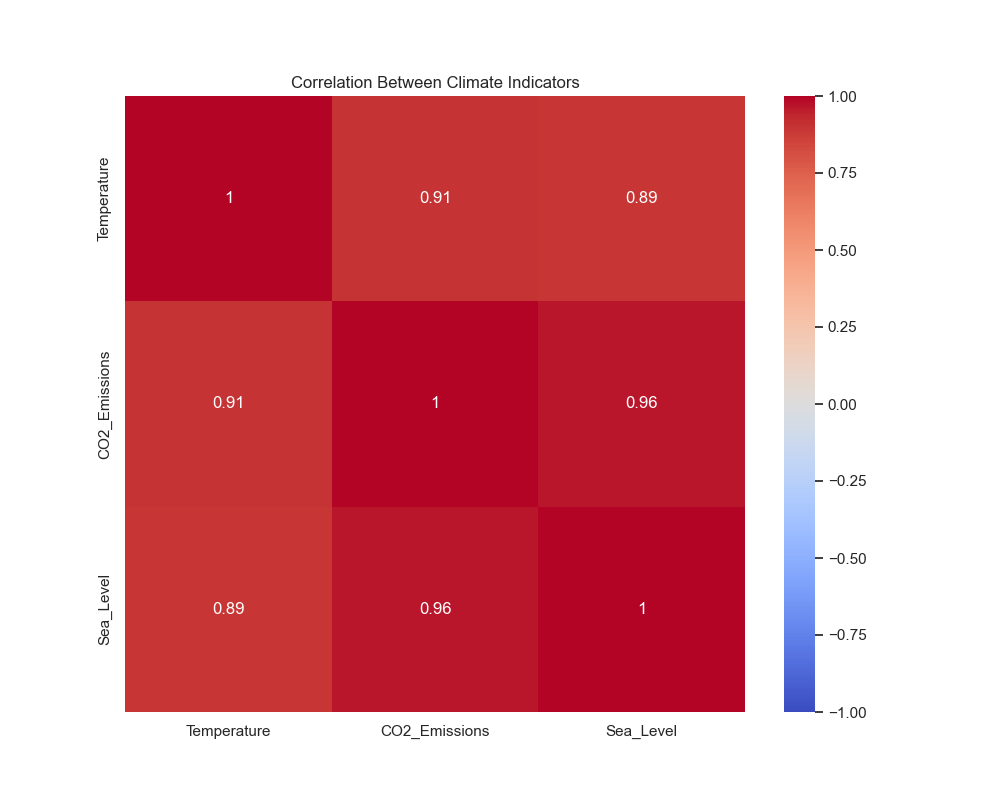 Correlation Between Climate Indicators
Temperature
CO2_Emissions
Sea_Level
1
0.91
0.89
0.91
1
0.96
0.89
0.96
1
Temperature
CO2_Emissions
Sea_Level
1.00
0.75
0.50
0.25
0.00
−0.25
−0.50
−0.75
−1.00